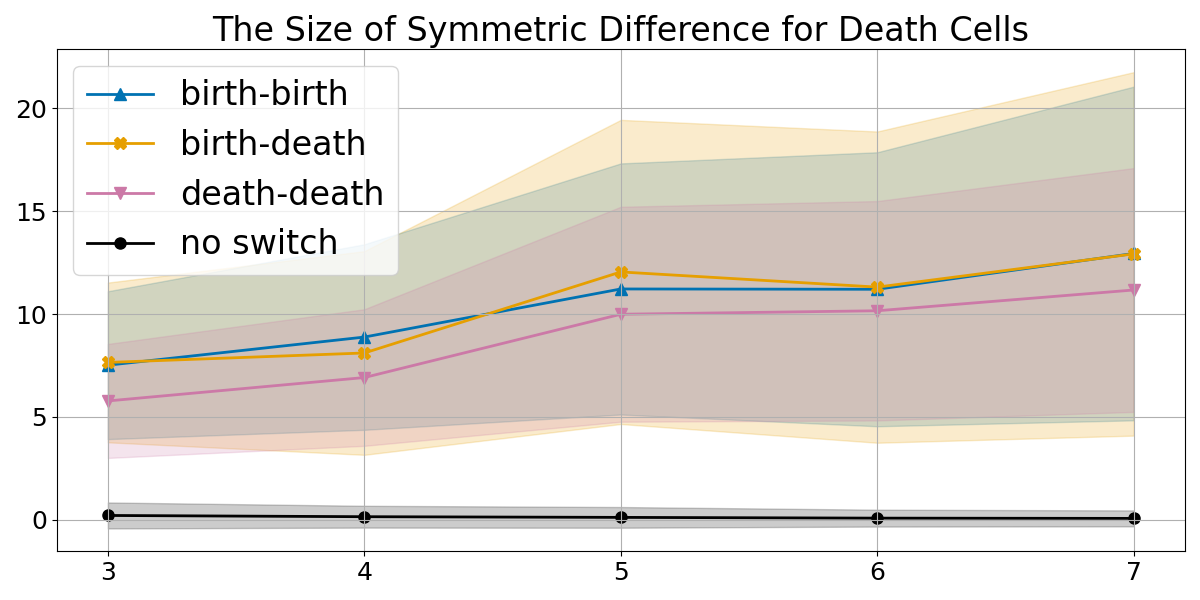 The Size of Symmetric Difference for Death Cells
birth-birth
birth-death
death-death
no switch
20
15
10
5
0
3 4 5 6 7